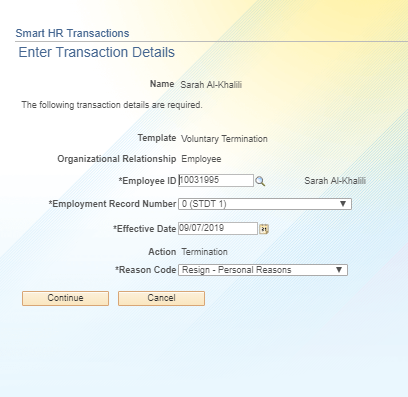 Smart HR Transactions
Enter Transaction Details
Name Sarah Al-Khalili
The following transaction details are required.
Template Voluntary Termination
Organizational Relationship Employee
*Employee ID 10031995 Sarah Al-Khalili
*Employment Record Number 0 (STDT 1)
*Effective Date 09/07/2019
Action Termination
*Reason Code Resign - Personal Reasons
Continue Cancel